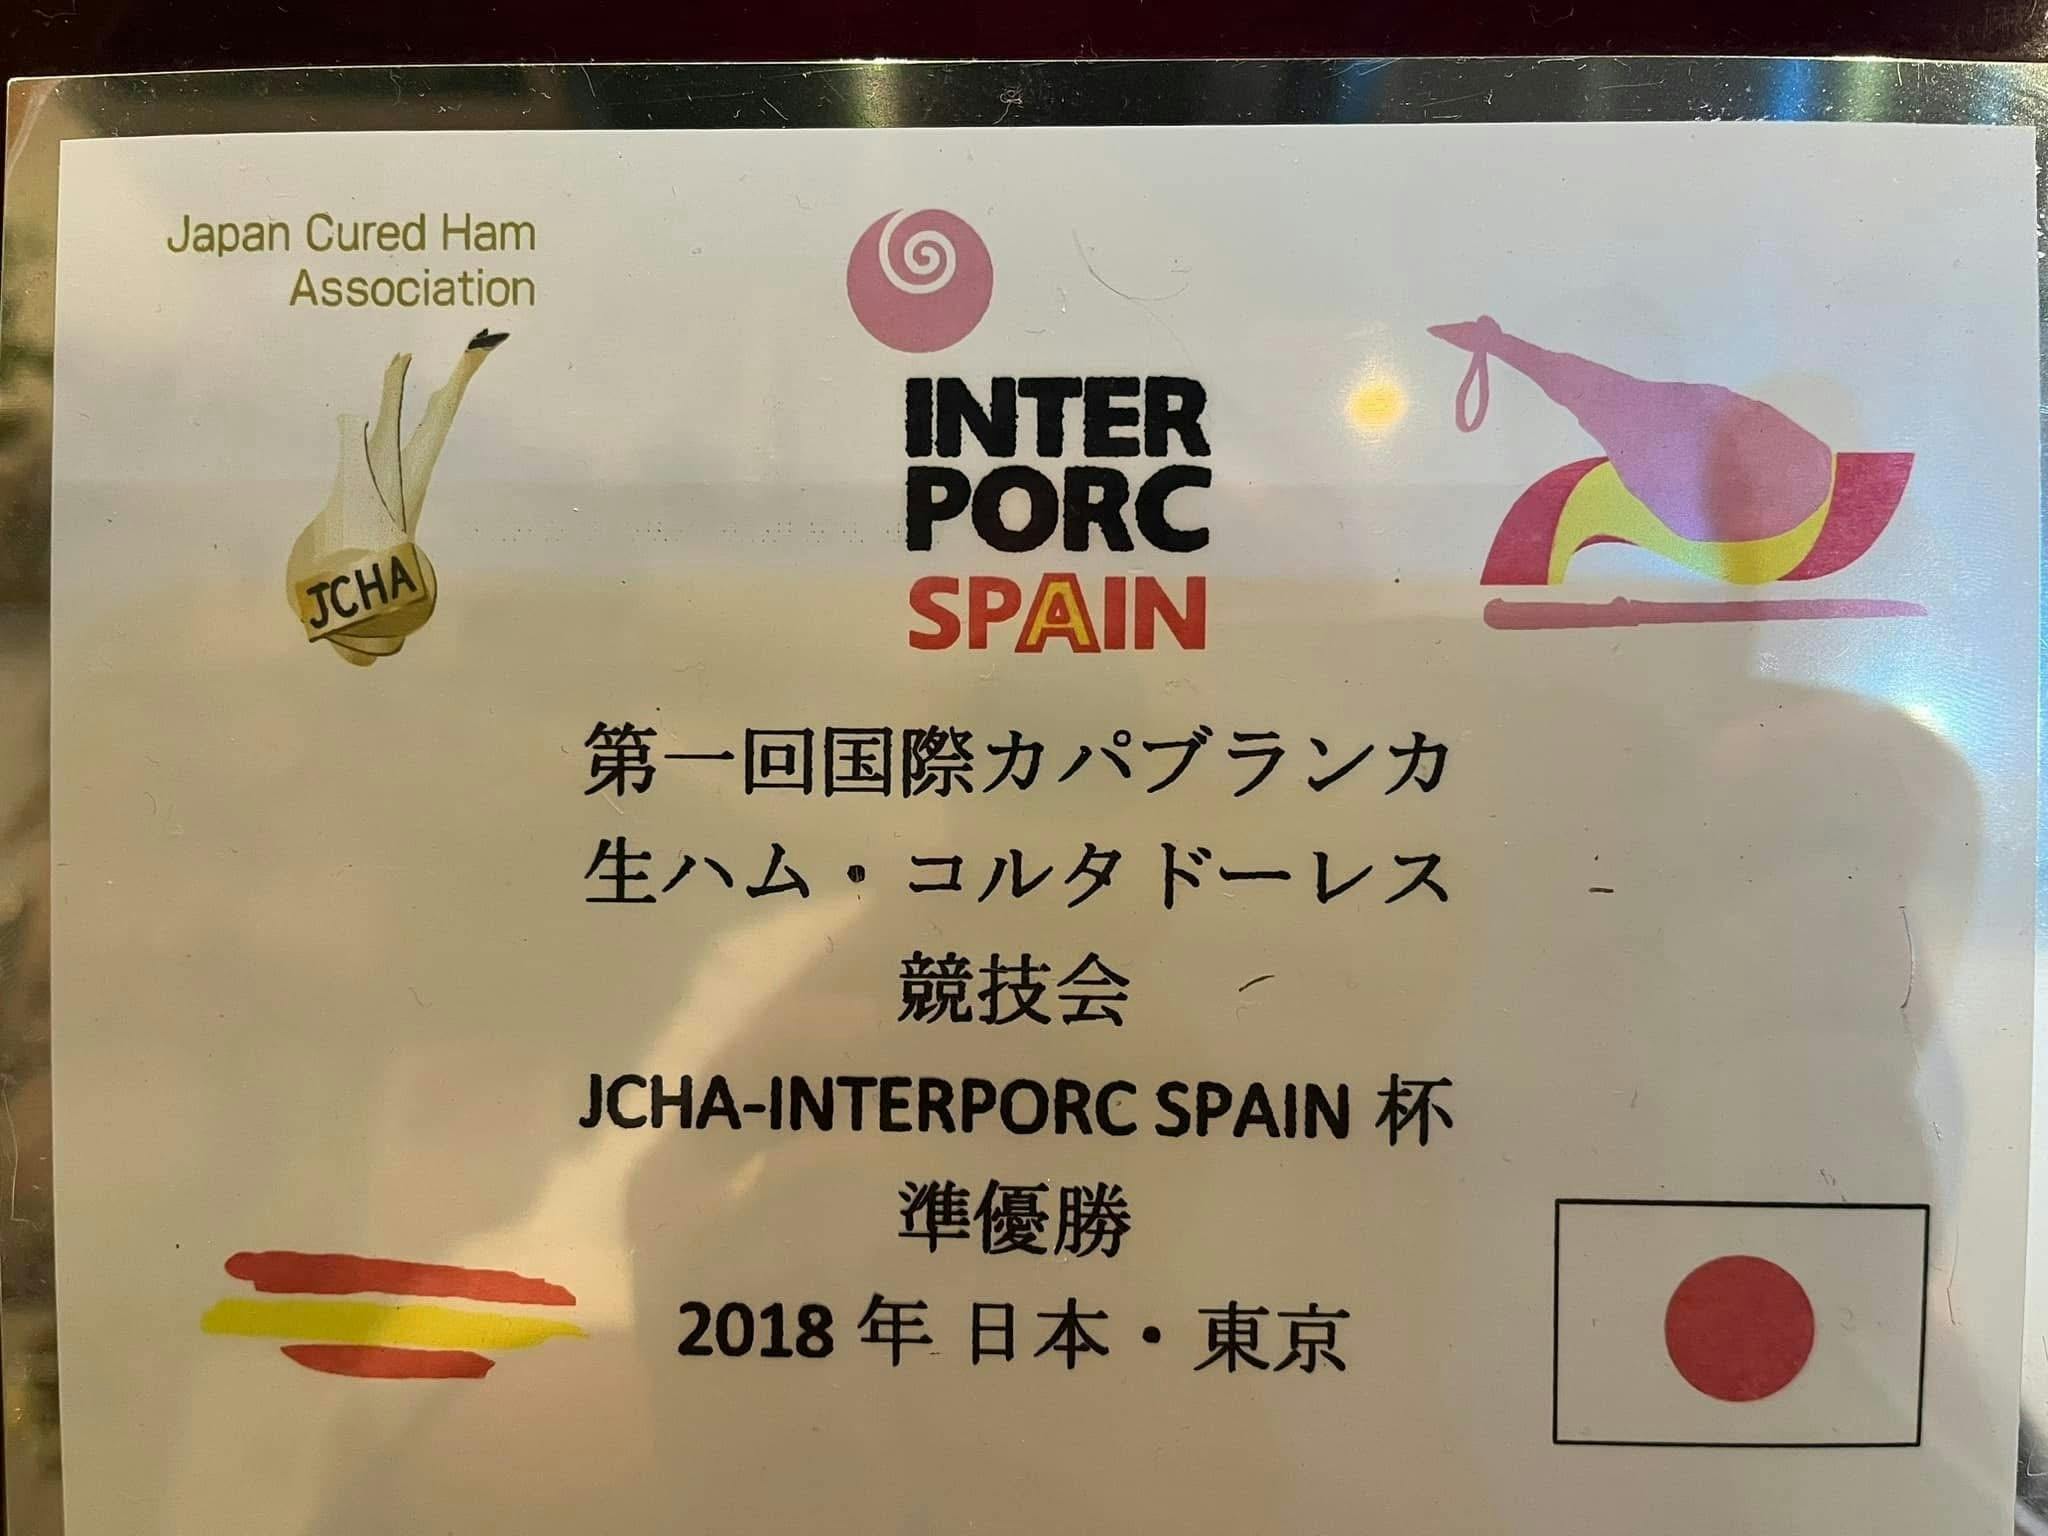 Japan Cured Ham
Association
JCHA
INTER
PORC
SPAIN
第一回国際カパブランカ
生ハム・コルタドーレス
競技会
JCHA-INTERPORC SPAIN 杯
準優勝
2018 年 日本・東京